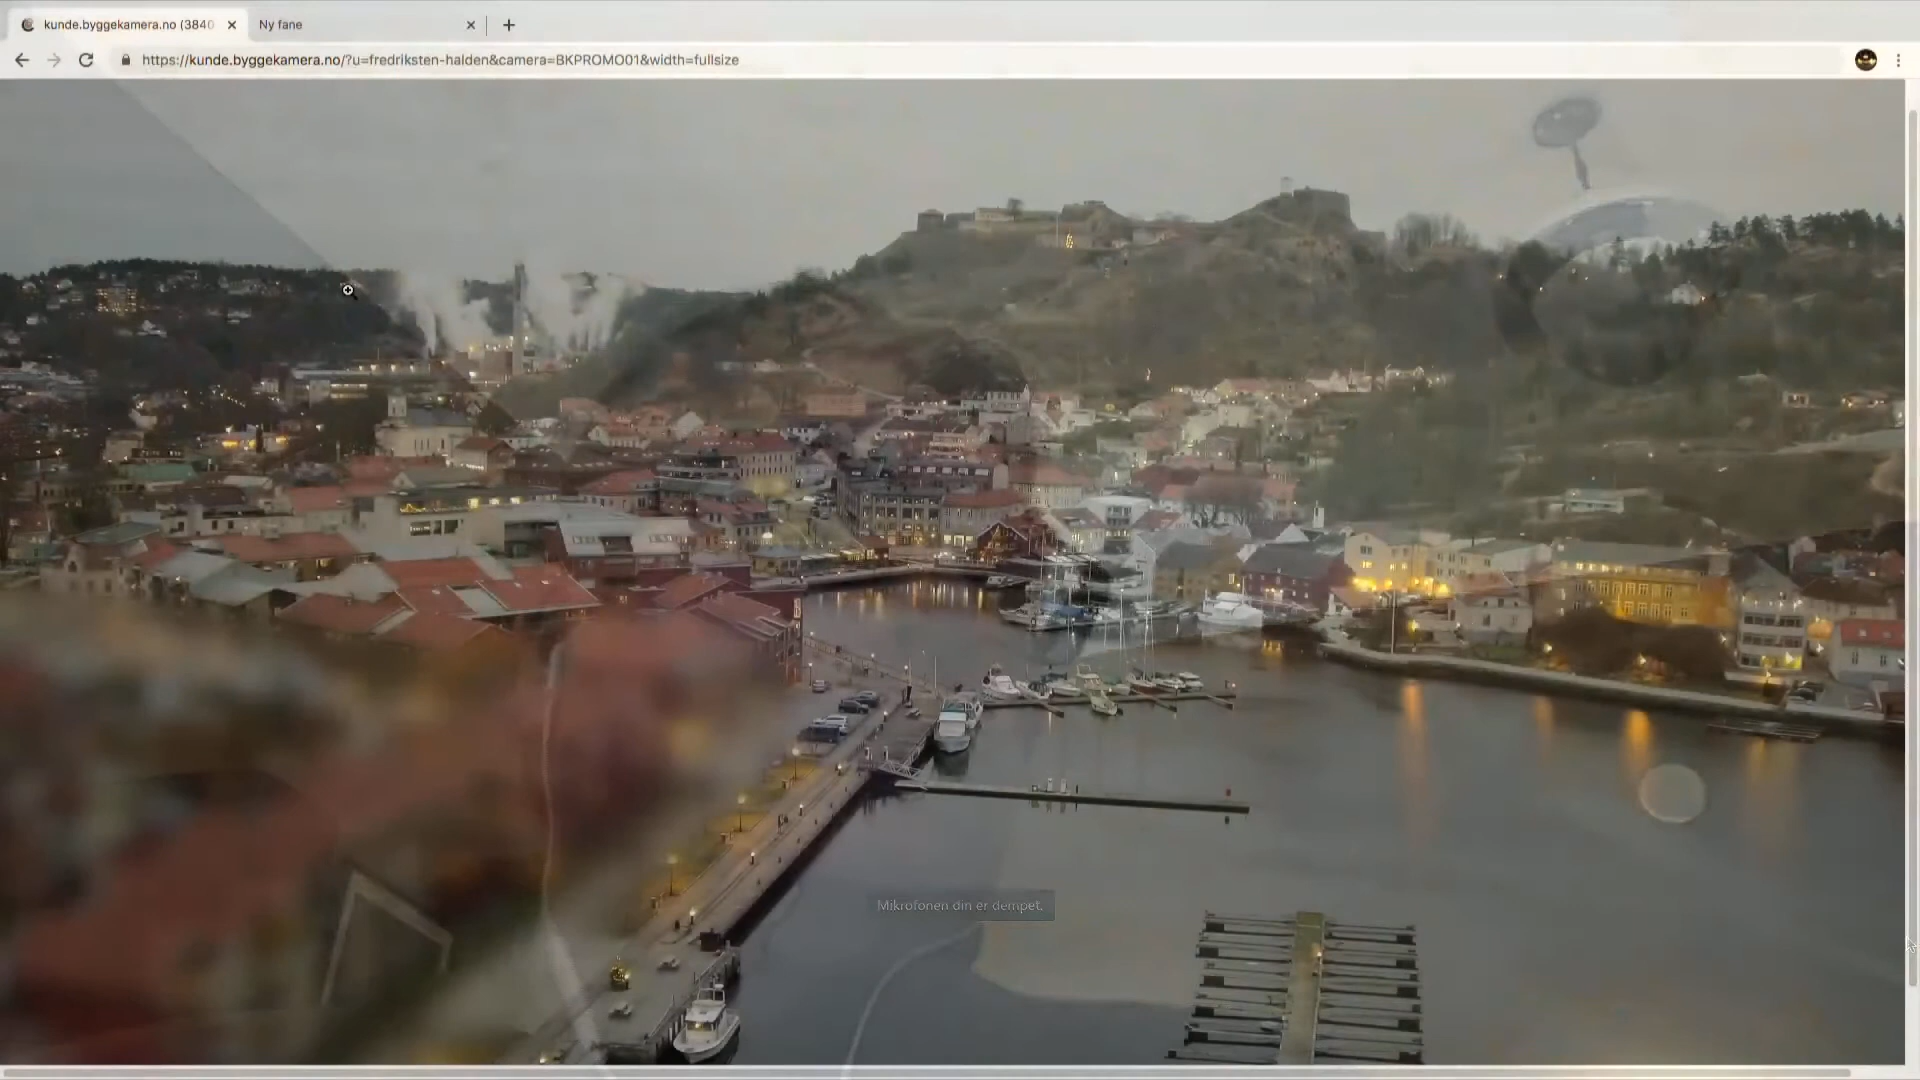 kunde.byggekamera.no (3840
Ny fane
https://kunde.byggekamera.no/?u=fredriksten-halden&camera=BKPROMO01&width=fullsize
Mikrofonen din er dempet.